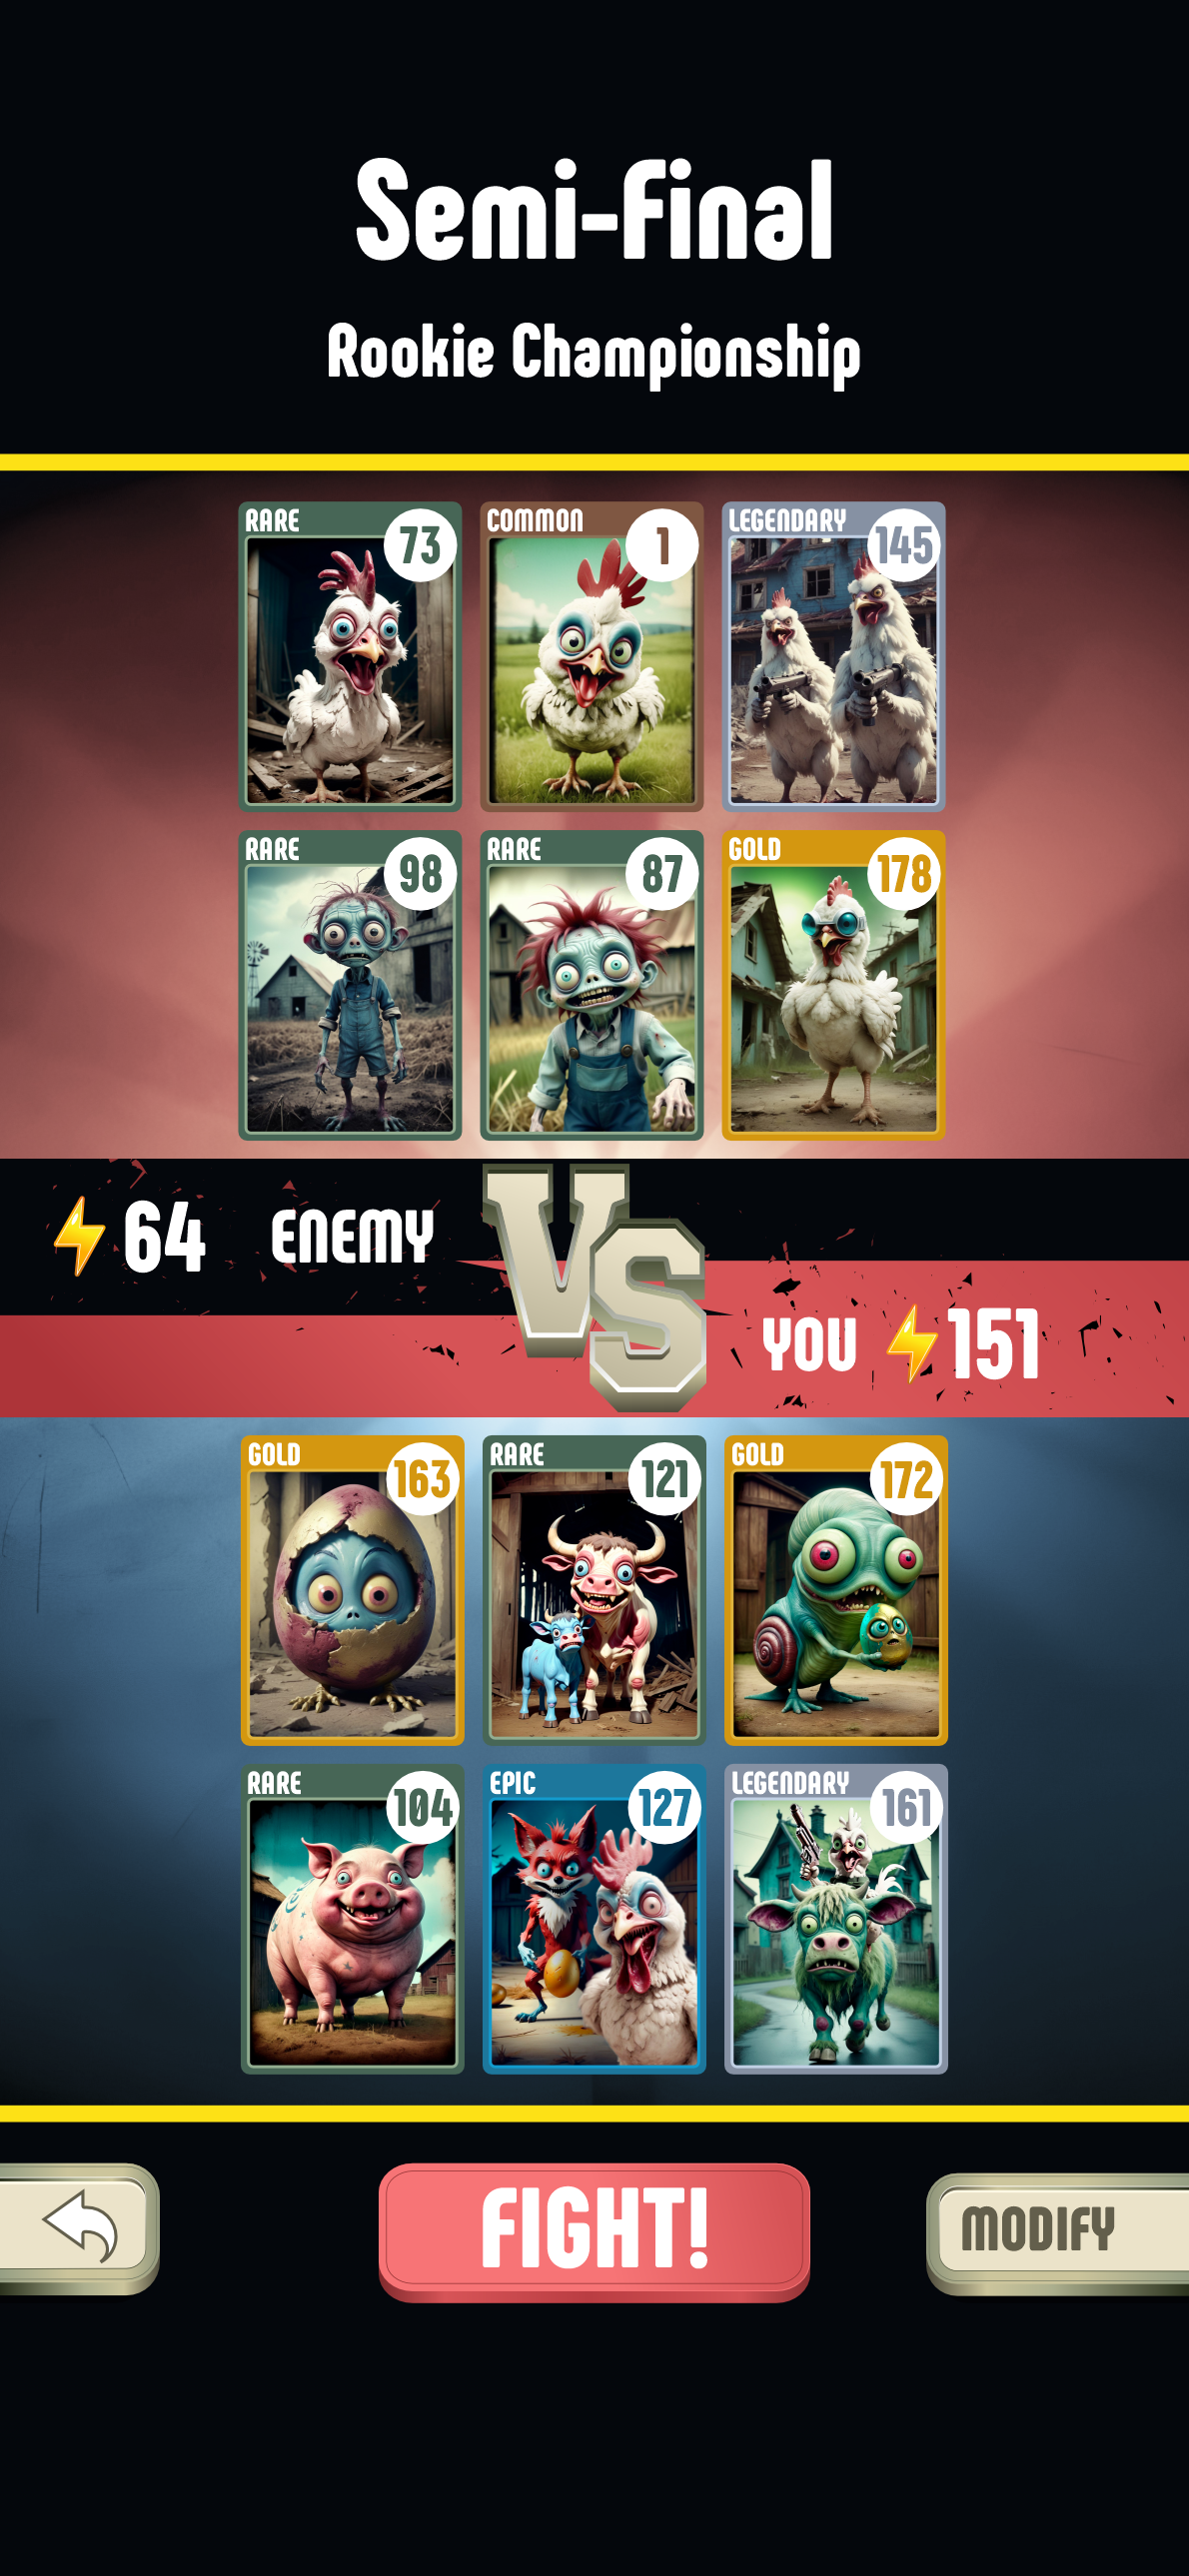 Semi-Final
Rookie Championship
RARE 73
COMMON 1
LEGENDARY 145
RARE 98
RARE 87
GOLD 178
64 ENEMY
VS
YOU 151
GOLD 163
RARE 121
GOLD 172
RARE 104
EPIC 127
LEGENDARY 161
FIGHT!
MODIFY